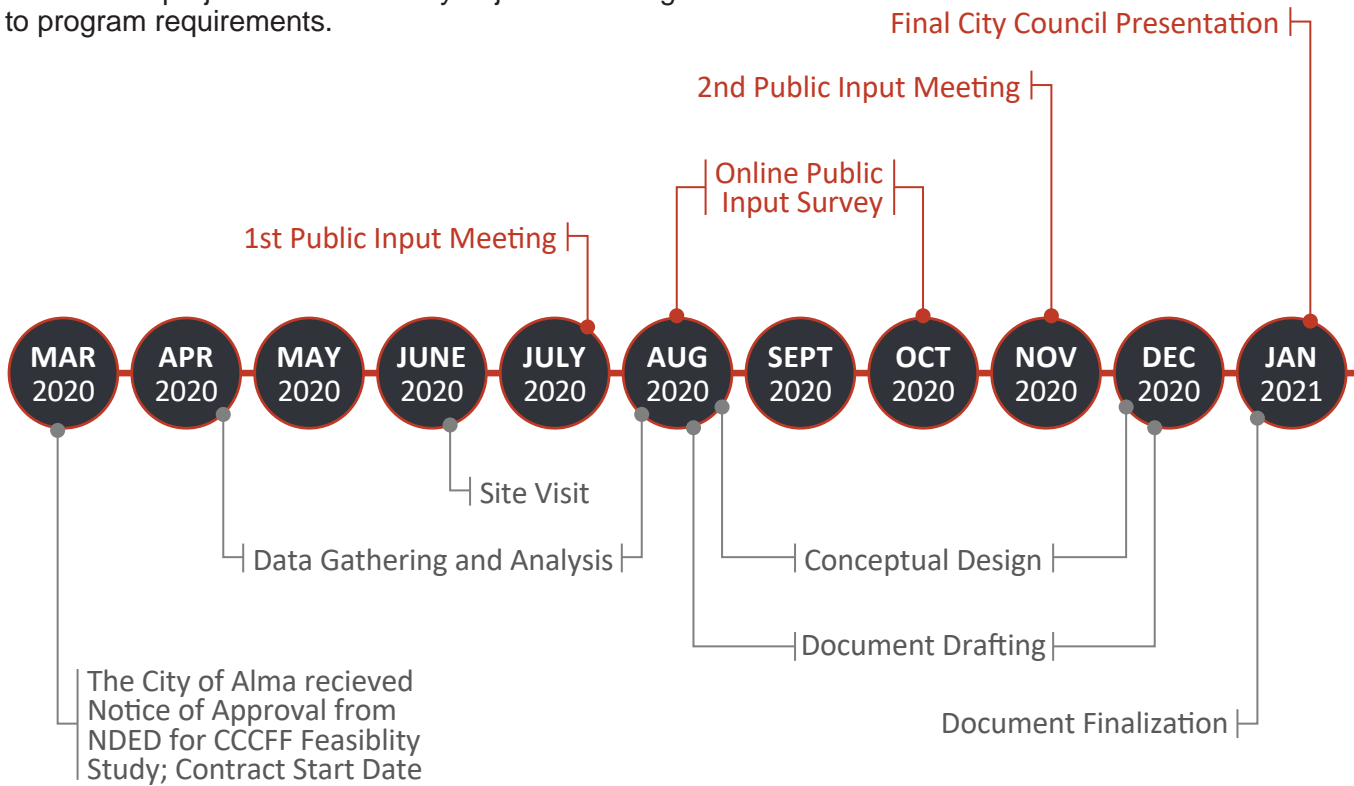 to program requirements.
Final City Council Presentation
2nd Public Input Meeting
Online Public
Input Survey
1st Public Input Meeting
MAR
2020
APR
2020
MAY
2020
JUNE
2020
JULY
2020
AUG
2020
SEPT
2020
OCT
2020
NOV
2020
DEC
2020
JAN
2021
Site Visit
Data Gathering and Analysis
Conceptual Design
Document Drafting
The City of Alma recieved
Notice of Approval from
NDED for CCCFF Feasiblity
Study; Contract Start Date
Document Finalization